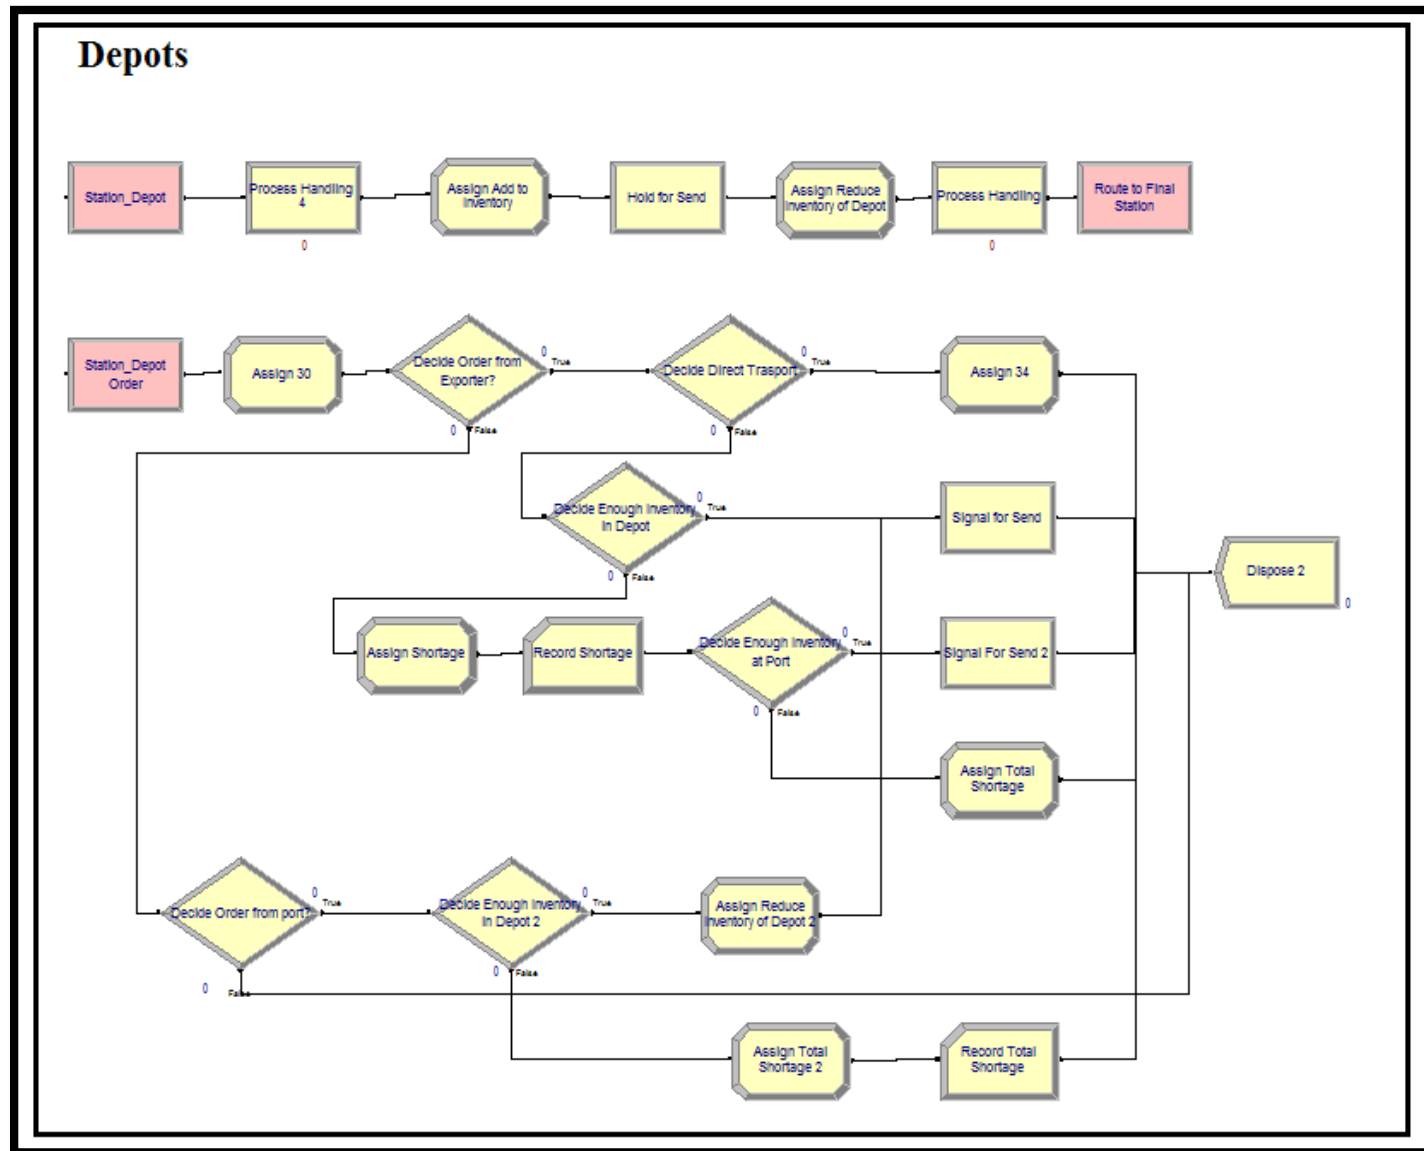 Depots
Station_Depot
Process Handling
4
0
Assign Add to
Inventory
Hold for Send
Assign Reduce
Inventory of Depot
Process Handling
0
Route to Final
Station
Station_Depot
Order
Assign 30
Decide Order from
Exporter?
0
True
0
False
Decide Direct Trasport
0
True
0
False
Assign 34
Decide Enough Inventory
in Depot
0
True
0
False
Signal for Send
Dispose 2
0
Assign Shortage
Record Shortage
Decide Enough Inventory
at Port
0
True
0
False
Signal For Send 2
Assign Total
Shortage
Decide Order from port?
0
True
0
False
Decide Enough Inventory
in Depot 2
0
True
0
False
Assign Reduce
Inventory of Depot 2
Assign Total
Shortage 2
Record Total
Shortage